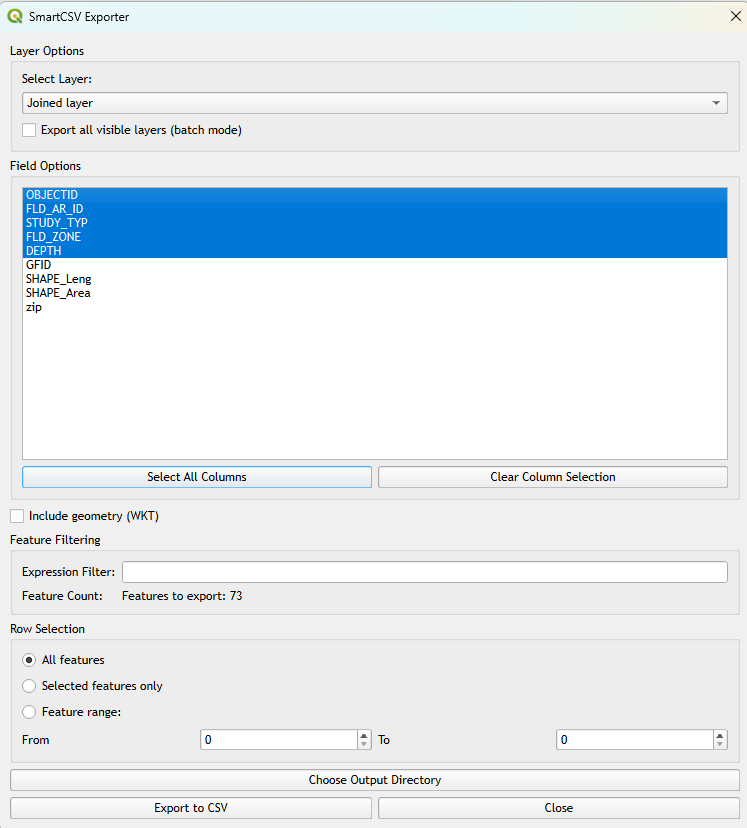 SmartCSV Exporter
Layer Options
Select Layer:
Joined layer
Export all visible layers (batch mode)
Field Options
OBJECTID
FLD_AR_ID
STUDY_TYP
FLD_ZONE
DEPTH
GFID
SHAPE_Leng
SHAPE_Area
zip
Select All Columns Clear Column Selection
Include geometry (WKT)
Feature Filtering
Expression Filter:
Feature Count: Features to export: 73
Row Selection
All features
Selected features only
Feature range:
From 0 To 0
Choose Output Directory
Export to CSV Close